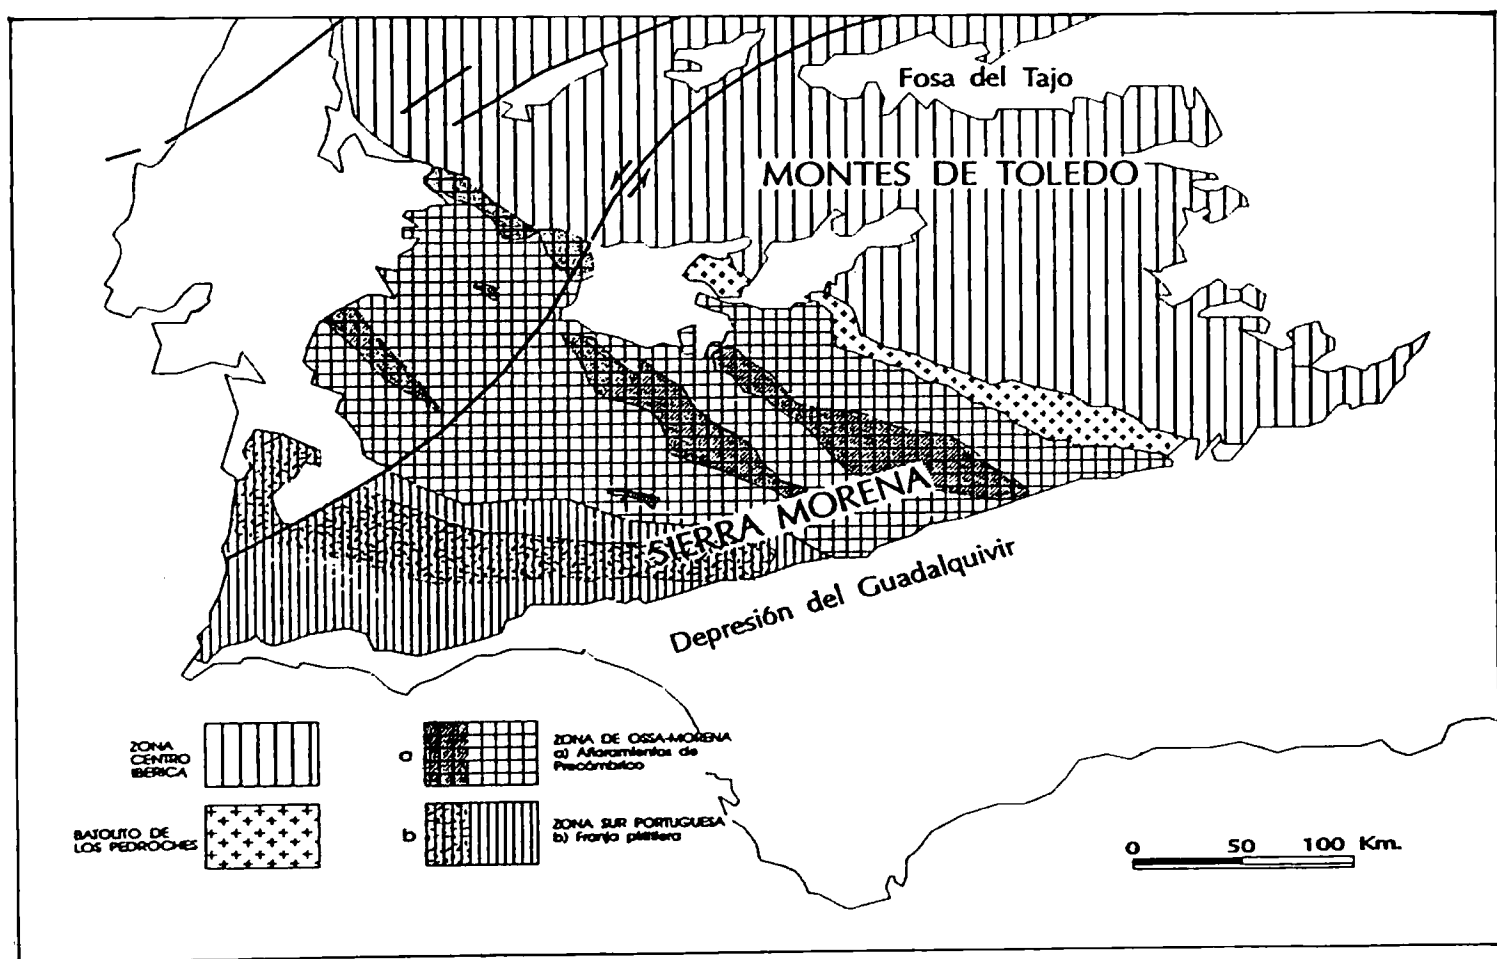 Fosa del Tajo
MONTES DE TOLEDO
SIERRA MORENA
Depresión del Guadalquivir
ZONA
CENTRO
IBERICA
a
ZONA DE OSSA-MORENA
a) Afloramientos de
Precámbrico
BATOLITO DE
LOS PEDROCHES
b
ZONA SUR PORTUGUESA
b) Franja piritífera
0 50 100 Km.